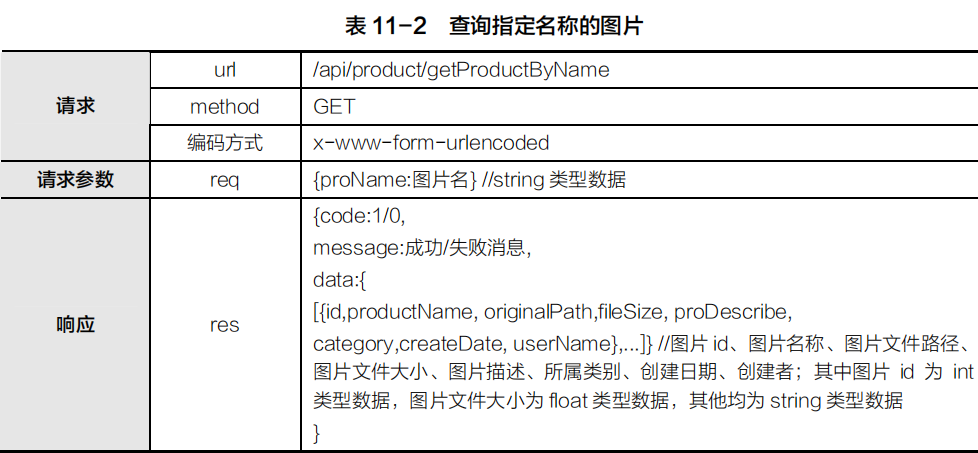 表 11-2 查询指定名称的图片
请求
url
/api/product/getProductByName
method
GET
编码方式
x-www-form-urlencoded
请求参数
req
{proName:图片名} //string 类型数据
响应
res
{code:1/0,
message:成功/失败消息,
data:{
[{id,productName, originalPath,fileSize, proDescribe,
category,createDate, userName},...]} //图片 id、图片名称、图片文件路径、
图片文件大小、图片描述、所属类别、创建日期、创建者；其中图片 id 为 int
类型数据，图片文件大小为 float 类型数据，其他均为 string 类型数据
}